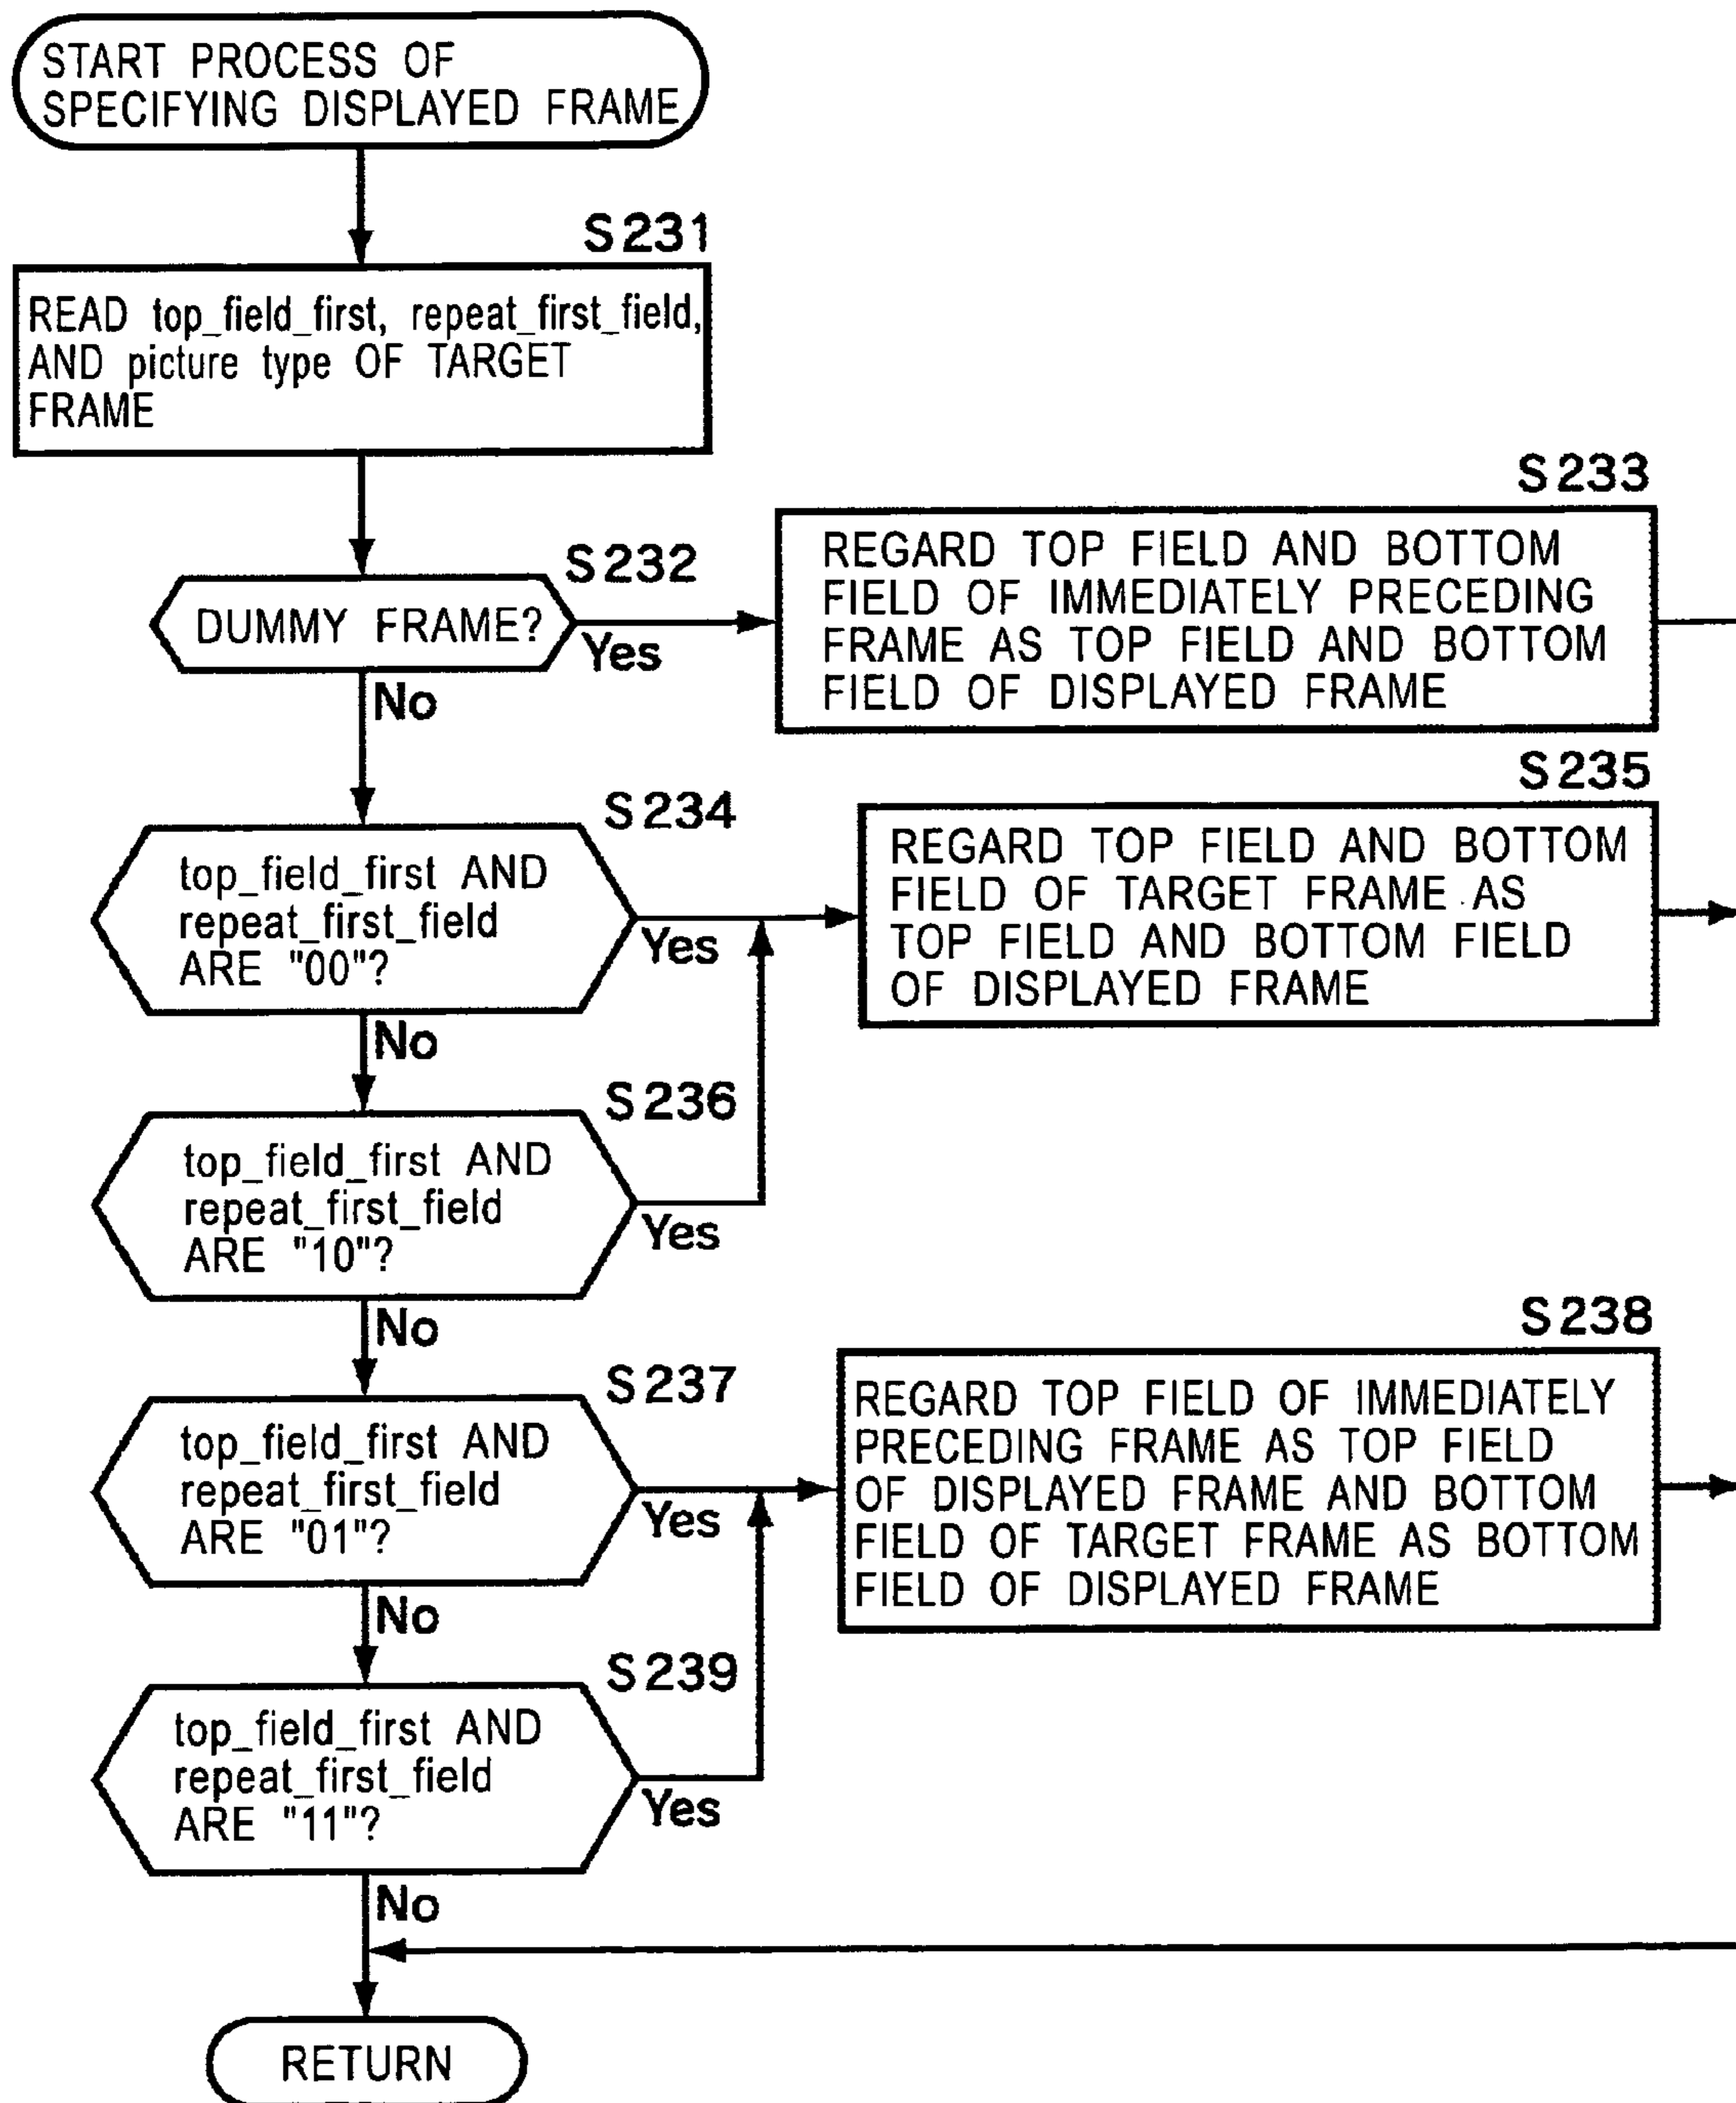 START PROCESS OF
SPECIFYING DISPLAYED FRAME
S231
READ top_field_first, repeat_first_field,
AND picture type OF TARGET
FRAME
S232
DUMMY FRAME?
Yes
No
S233
REGARD TOP FIELD AND BOTTOM
FIELD OF IMMEDIATELY PRECEDING
FRAME AS TOP FIELD AND BOTTOM
FIELD OF DISPLAYED FRAME
S234
top_field_first AND
repeat_first_field
ARE "00"?
Yes
No
S235
REGARD TOP FIELD AND BOTTOM
FIELD OF TARGET FRAME AS
TOP FIELD AND BOTTOM FIELD
OF DISPLAYED FRAME
S236
top_field_first AND
repeat_first_field
ARE "10"?
Yes
No
S237
top_field_first AND
repeat_first_field
ARE "01"?
Yes
No
S238
REGARD TOP FIELD OF IMMEDIATELY
PRECEDING FRAME AS TOP FIELD
OF DISPLAYED FRAME AND BOTTOM
FIELD OF TARGET FRAME AS BOTTOM
FIELD OF DISPLAYED FRAME
S239
top_field_first AND
repeat_first_field
ARE "11"?
Yes
No
RETURN